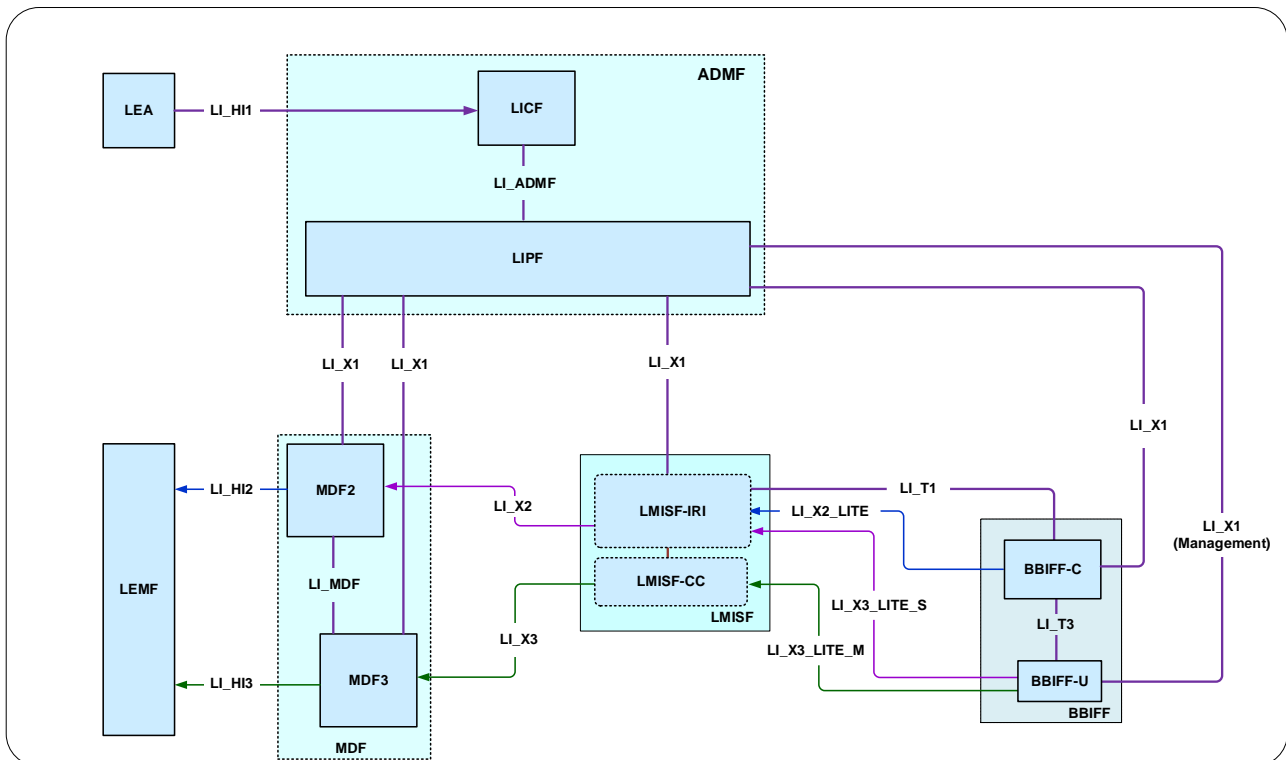 ADMF
LEA
LI_HI1
LICF
LI_ADMF
LIPF
LI_X1
LI_X1
LI_X1
LI_X1
LI_X1
(Management)
LEMF
LI_HI2
MDF2
LI_X2
LMISF-IRI
LI_T1
LI_X2_LITE
LI_MDF
LMISF-CC
LMISF
BBIFF-C
LI_X3_LITE_S
LI_T3
LI_X3
LI_X3_LITE_M
LI_HI3
MDF3
BBIFF-U
BBIFF
MDF